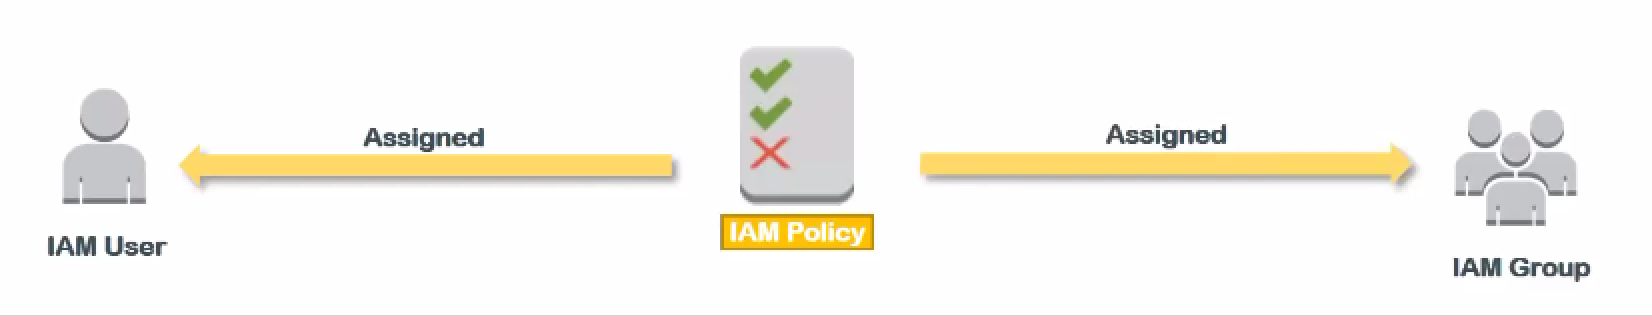 Assigned
Assigned
IAM Policy
IAM User
IAM Group